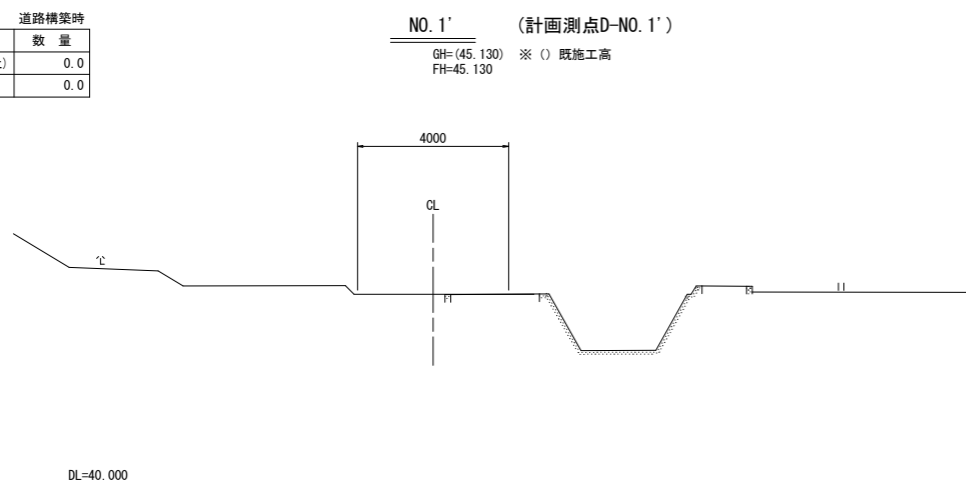 道路構築時
数 量
0.0
0.0
NO.1' (計画測点D-NO.1')
GH=(45.130) ※ () 既施工高
FH=45.130
4000
CL
DL=40.000